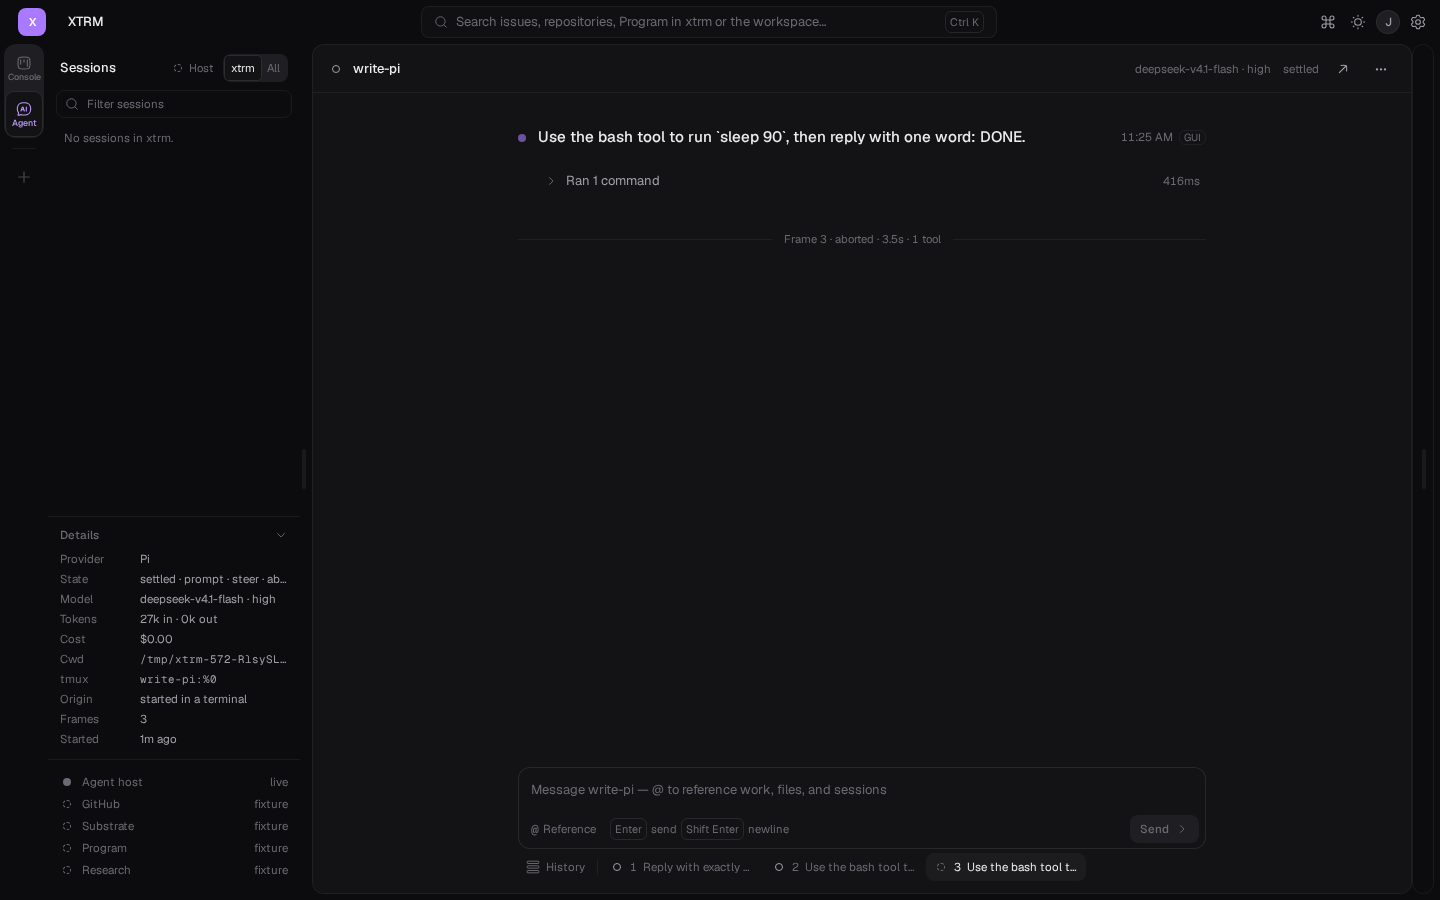 X XTRM Search issues, repositories, Program in xtrm or the workspace... Ctrl K J
Console
Agent
AI
Sessions Host xtrm All
Filter sessions
No sessions in xtrm.
write-pi deepseek-v4.1-flash · high settled
Use the bash tool to run `sleep 90`, then reply with one word: DONE. 11:25 AM GUI
Ran 1 command 416ms
Frame 3 · aborted · 3.5s · 1 tool
Details
Provider Pi
State settled · prompt · steer · ab...
Model deepseek-v4.1-flash · high
Tokens 27k in · 0k out
Cost $0.00
Cwd /tmp/xtrm-572-RlsySL...
tmux write-pi:%0
Origin started in a terminal
Frames 3
Started 1m ago
Agent host live
GitHub fixture
Substrate fixture
Program fixture
Research fixture
Message write-pi — @ to reference work, files, and sessions
@ Reference Enter send Shift Enter newline Send
History 1 Reply with exactly ... 2 Use the bash tool t... 3 Use the bash tool t...